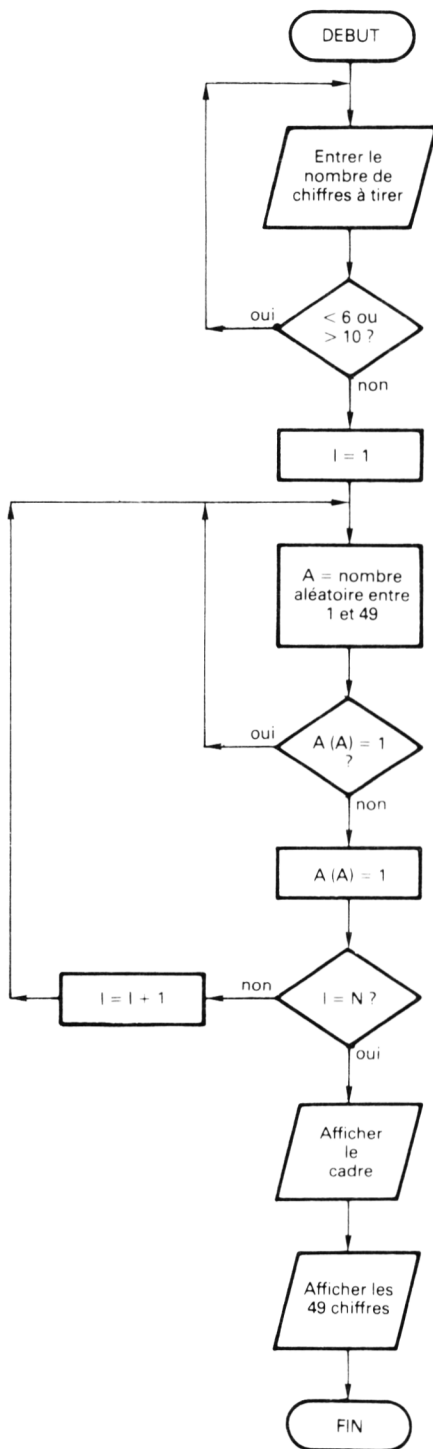 DEBUT
Entrer le
nombre de
chiffres à tirer
oui
< 6 ou
> 10 ?
non
I = 1
A = nombre
aléatoire entre
1 et 49
oui
A (A) = 1
?
non
A (A) = 1
I = I + 1
non
I = N ?
oui
Afficher
le
cadre
Afficher les
49 chiffres
FIN